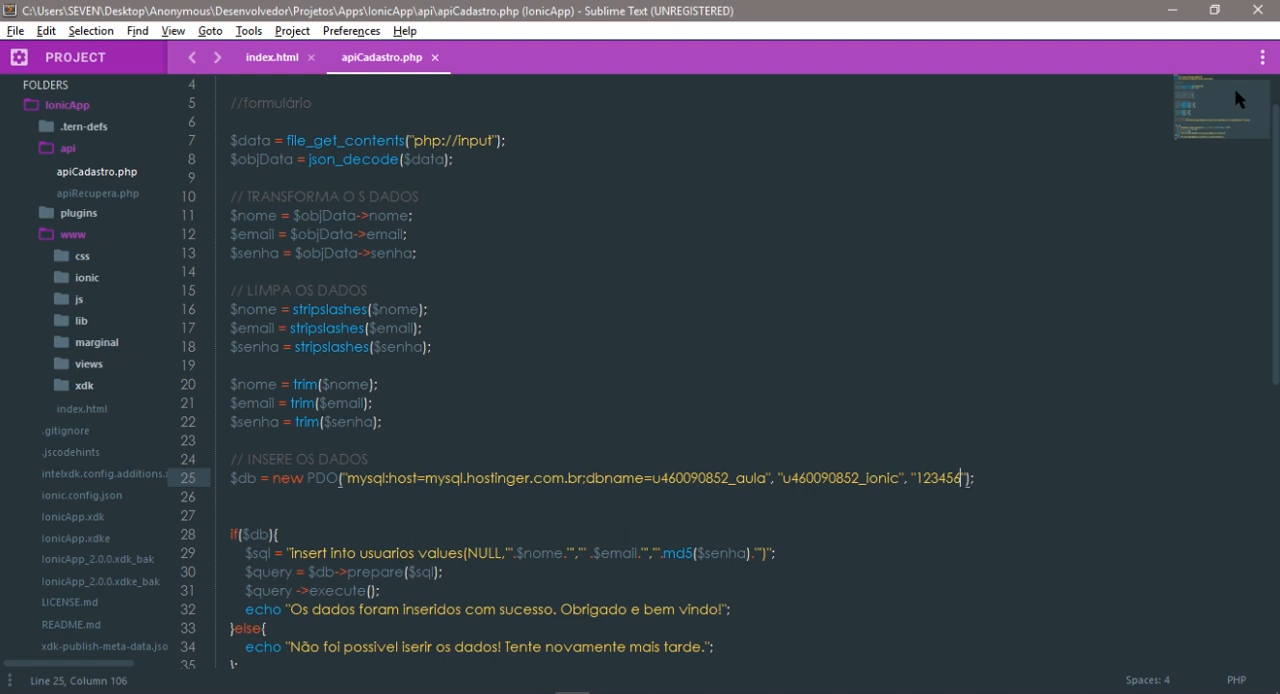 C:\Users\SEVEN\Desktop\Anonymous\Desenvolvedor\Projetos\Apps\IonicApp\api\apiCadastro.php (IonicApp) - Sublime Text (UNREGISTERED)
File Edit Selection Find View Goto Tools Project Preferences Help
PROJECT
index.html
apiCadastro.php
FOLDERS
IonicApp
.tern-defs
api
apiCadastro.php
apiRecupera.php
plugins
www
css
ionic
js
lib
marginal
views
xdk
index.html
.gitignore
.jscodehints
intelxdk.config.additions.
ionic.config.json
IonicApp.xdk
IonicApp.xdke
IonicApp_2.0.0.xdk_bak
IonicApp_2.0.0.xdke_bak
LICENSE.md
README.md
xdk-publish-meta-data.jso
4
5 //formulário
6
7 $data = file_get_contents("php://input");
8 $objData = json_decode($data);
9
10 // TRANSFORMA O S DADOS
11 $nome = $objData->nome;
12 $email = $objData->email;
13 $senha = $objData->senha;
14
15 // LIMPA OS DADOS
16 $nome = stripslashes($nome);
17 $email = stripslashes($email);
18 $senha = stripslashes($senha);
19
20 $nome = trim($nome);
21 $email = trim($email);
22 $senha = trim($senha);
23
24 // INSERE OS DADOS
25 $db = new PDO("mysql:host=mysql.hostinger.com.br;dbname=u460090852_aula", "u460090852_ionic", "123456");
26
27
28 if($db){
29 $sql = "insert into usuarios values(NULL,'".$nome."','" .$email."','".md5($senha)."')";
30 $query = $db->prepare($sql);
31 $query ->execute();
32 echo "Os dados foram inseridos com sucesso. Obrigado e bem vindo!";
33 }else{
34 echo "Não foi possivel iserir os dados! Tente novamente mais tarde.";
35 };
Line 25, Column 106
Spaces: 4
PHP